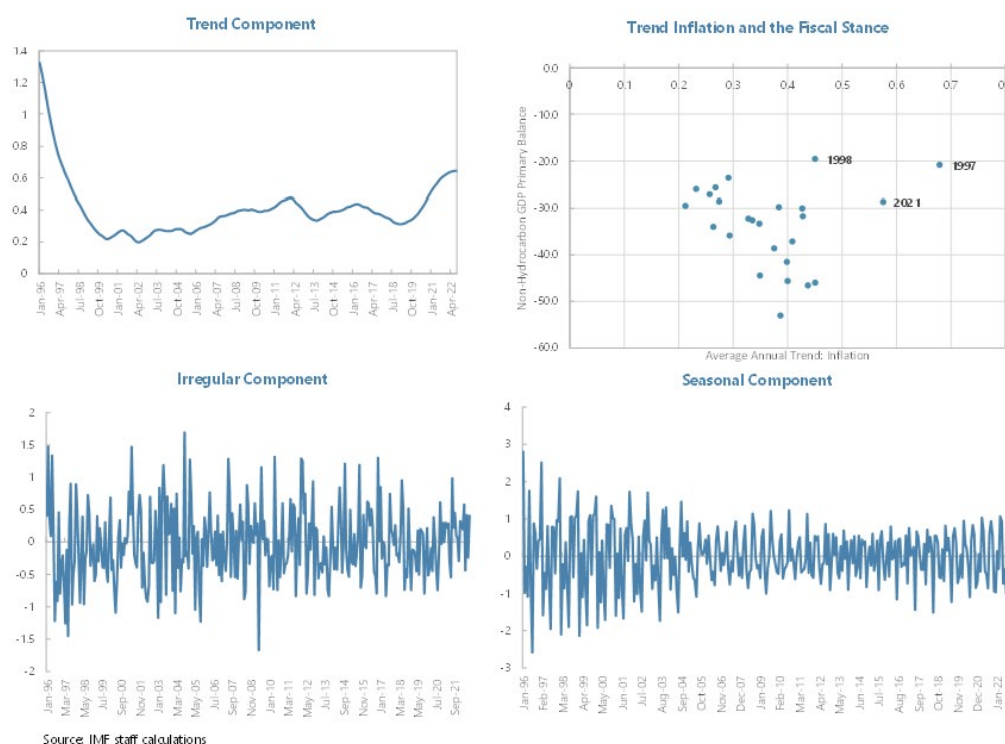 Trend Component
1.4
1.2
1
0.8
0.6
0.4
0.2
0
Jan-96
Apr-97
Jul-98
Oct-99
Jan-01
Apr-02
Jul-03
Oct-04
Jan-06
Apr-07
Jul-08
Oct-09
Jan-11
Apr-12
Jul-13
Oct-14
Jan-16
Apr-17
Jul-18
Oct-19
Jan-21
Apr-22
Trend Inflation and the Fiscal Stance
0.0
0 0.1 0.2 0.3 0.4 0.5 0.6 0.7 0.8
-10.0
-20.0
-30.0
-40.0
-50.0
-60.0
Non-Hydrocarbon GDP Primary Balance
1998
1997
2021
Average Annual Trend: Inflation
Irregular Component
2
1.5
1
0.5
0
-0.5
-1
-1.5
-2
Jan-96
Mar-97
May-98
Jul-99
Sep-00
Nov-01
Jan-03
Mar-04
May-05
Jul-06
Sep-07
Nov-08
Jan-10
Mar-11
May-12
Jul-13
Sep-14
Nov-15
Jan-17
Mar-18
May-19
Jul-20
Sep-21
Seasonal Component
4
3
2
1
0
-1
-2
-3
Jan-96
Feb-97
Mar-98
Apr-99
May-00
Jun-01
Jul-02
Aug-03
Sep-04
Oct-05
Nov-06
Dec-07
Jan-09
Feb-10
Mar-11
Apr-12
May-13
Jun-14
Jul-15
Aug-16
Sep-17
Oct-18
Nov-19
Dec-20
Jan-22
Source: IMF staff calculations